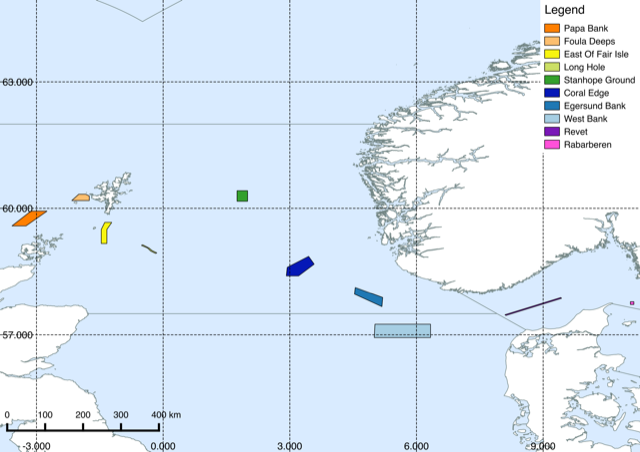 Legend
Papa Bank
Foula Deeps
East Of Fair Isle
Long Hole
Stanhope Ground
Coral Edge
Egersund Bank
West Bank
Revet
Rabarberen
63.000
60.000
57.000
0 100 200 300 400 km
-3.000 0.000 3.000 6.000 9.000